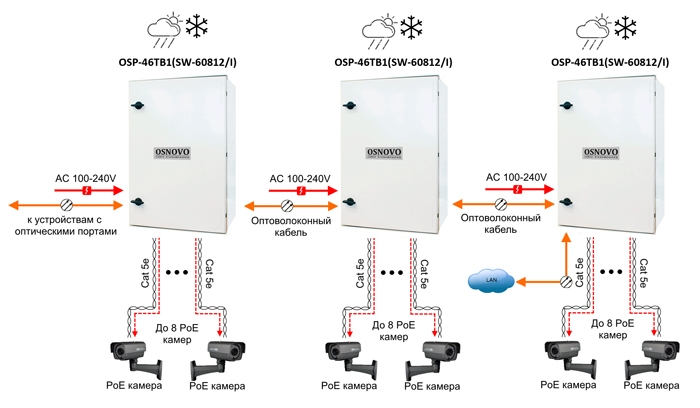 OSP-46TB1(SW-60812/I)
OSP-46TB1(SW-60812/I)
OSP-46TB1(SW-60812/I)
OSNOVO
OSNOVO
OSNOVO
AC 100-240V
AC 100-240V
AC 100-240V
к устройствам с
оптическими портами
Оптоволоконный
кабель
Оптоволоконный
кабель
LAN
Cat 5e
Cat 5e
Cat 5e
Cat 5e
Cat 5e
Cat 5e
До 8 PoE
камер
До 8 PoE
камер
До 8 PoE
камер
PoE камера
PoE камера
PoE камера
PoE камера
PoE камера
PoE камера